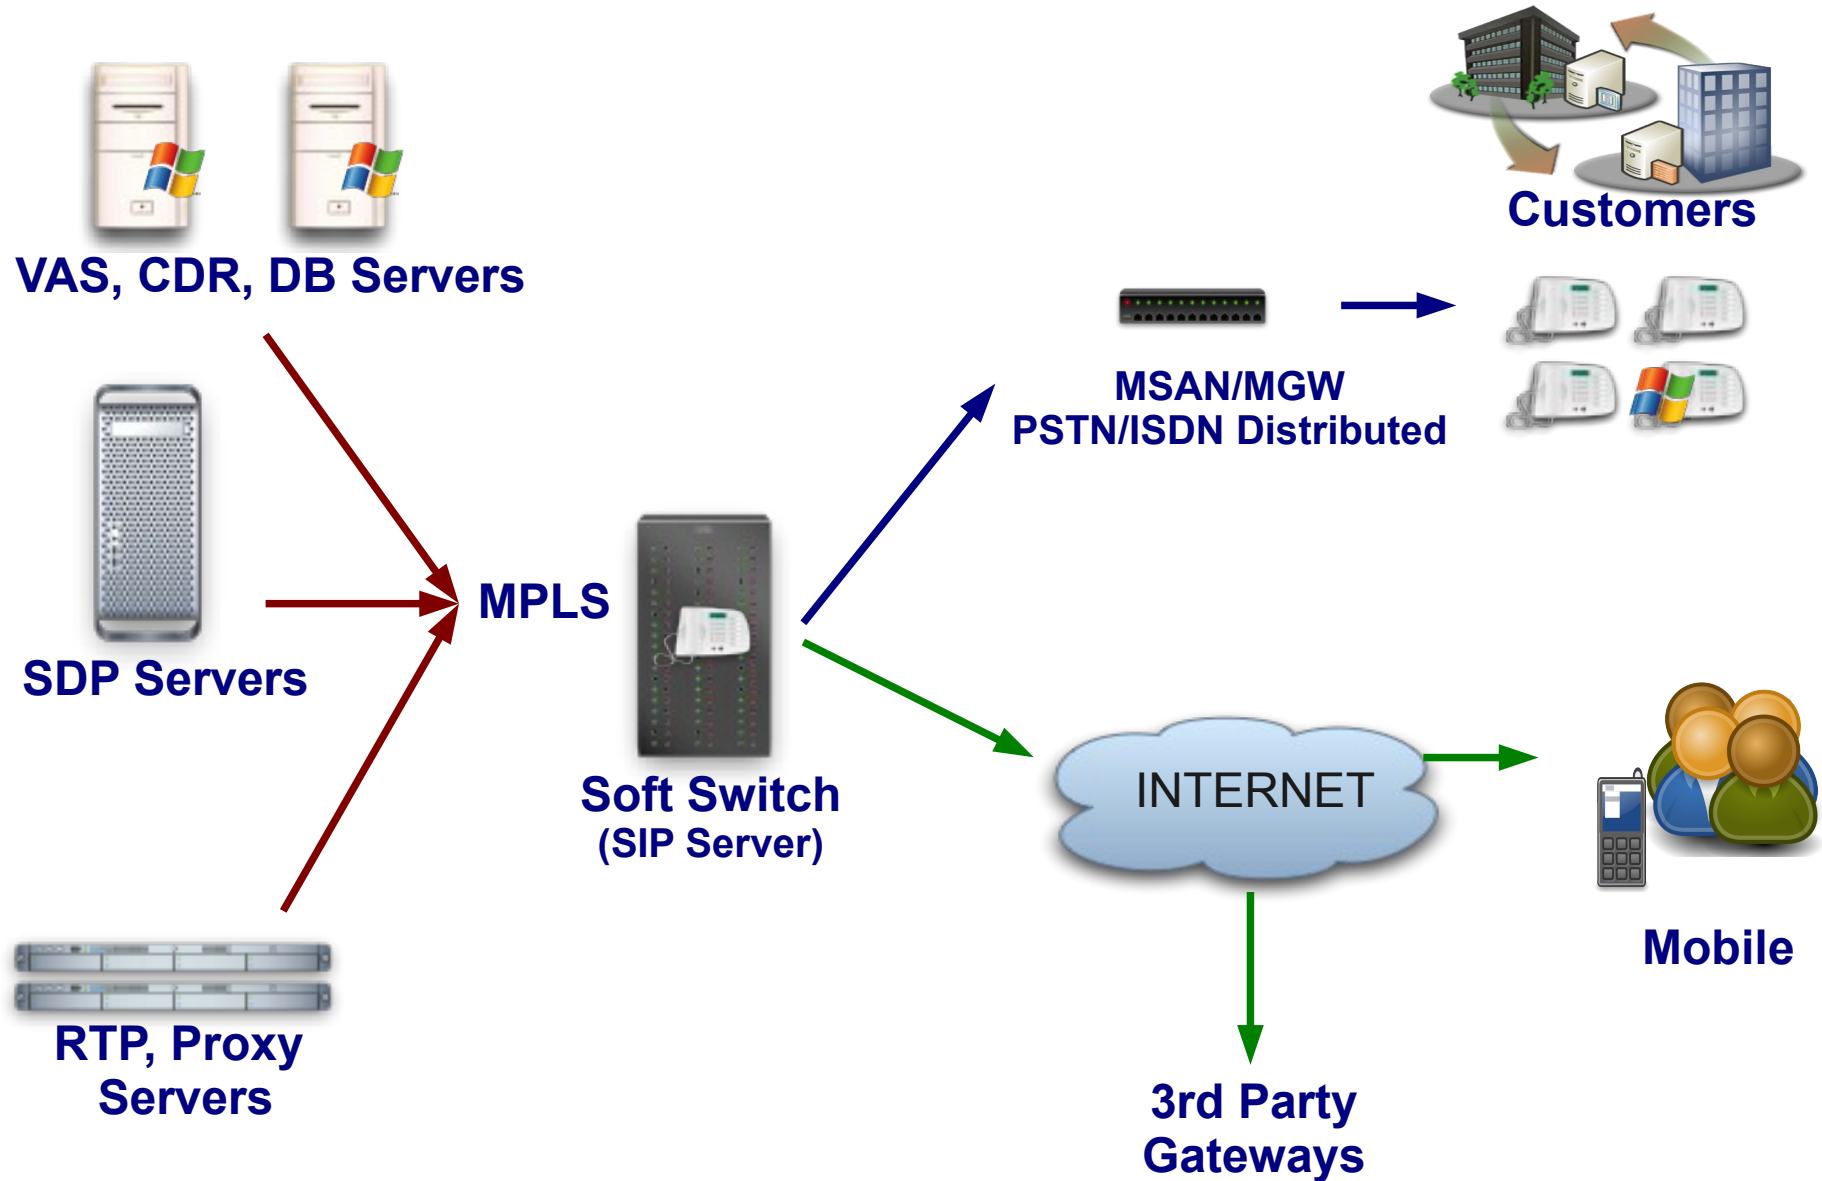 Customers
VAS, CDR, DB Servers
MSAN/MGW
PSTN/ISDN Distributed
MPLS
SDP Servers
Soft Switch
(SIP Server)
INTERNET
Mobile
RTP, Proxy
Servers
3rd Party
Gateways